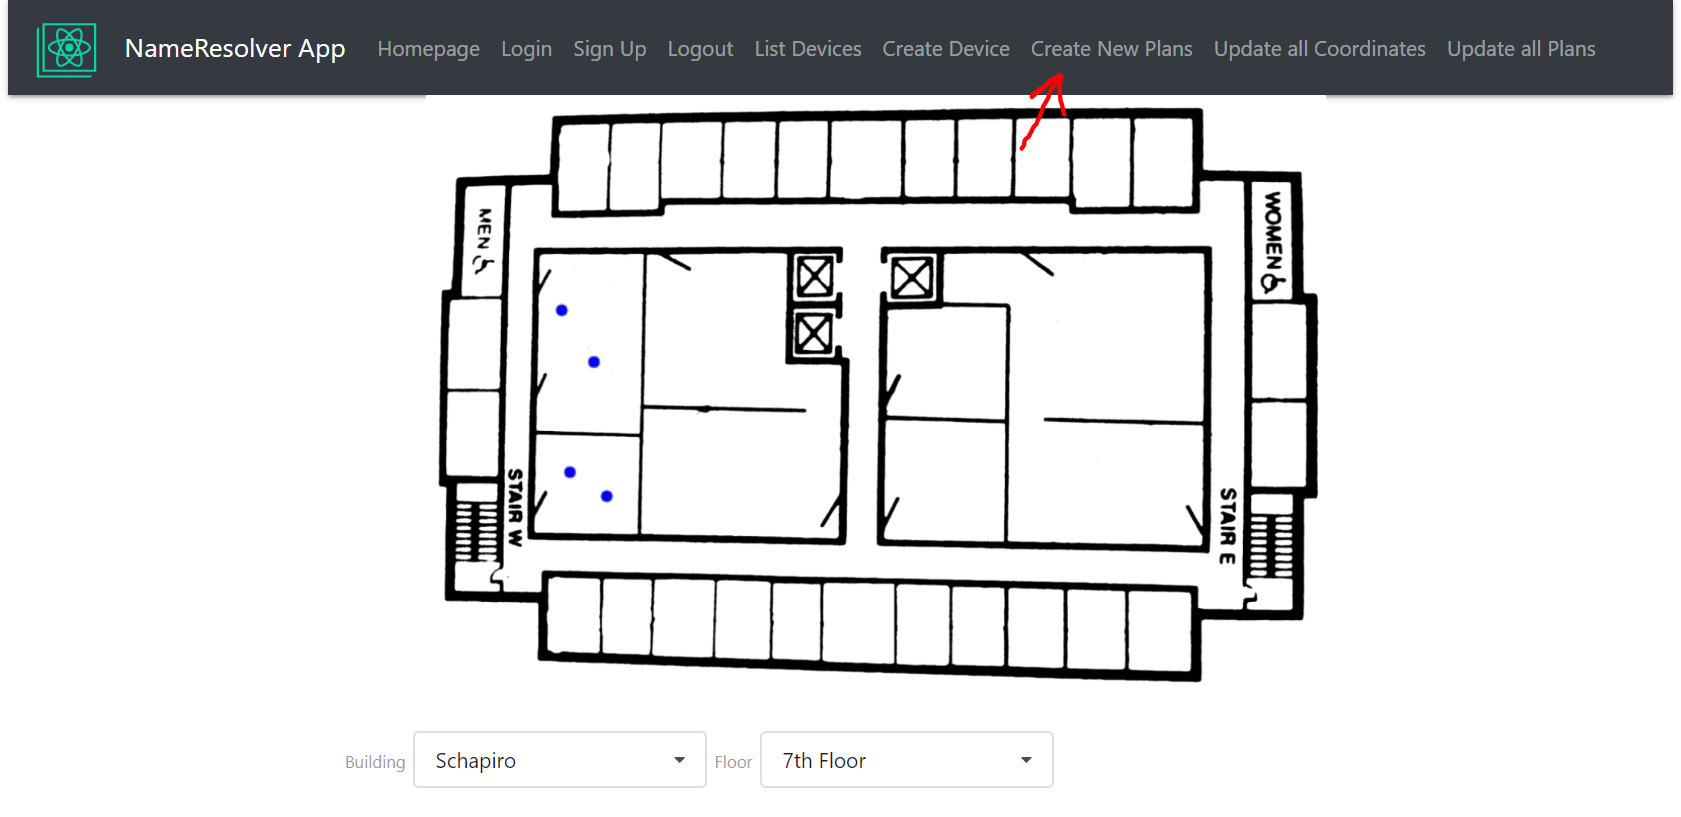 NameResolver App Homepage Login Sign Up Logout List Devices Create Device Create New Plans Update all Coordinates Update all Plans
MEN
WOMEN
STAIR W
STAIR E
Building Schapiro Floor 7th Floor